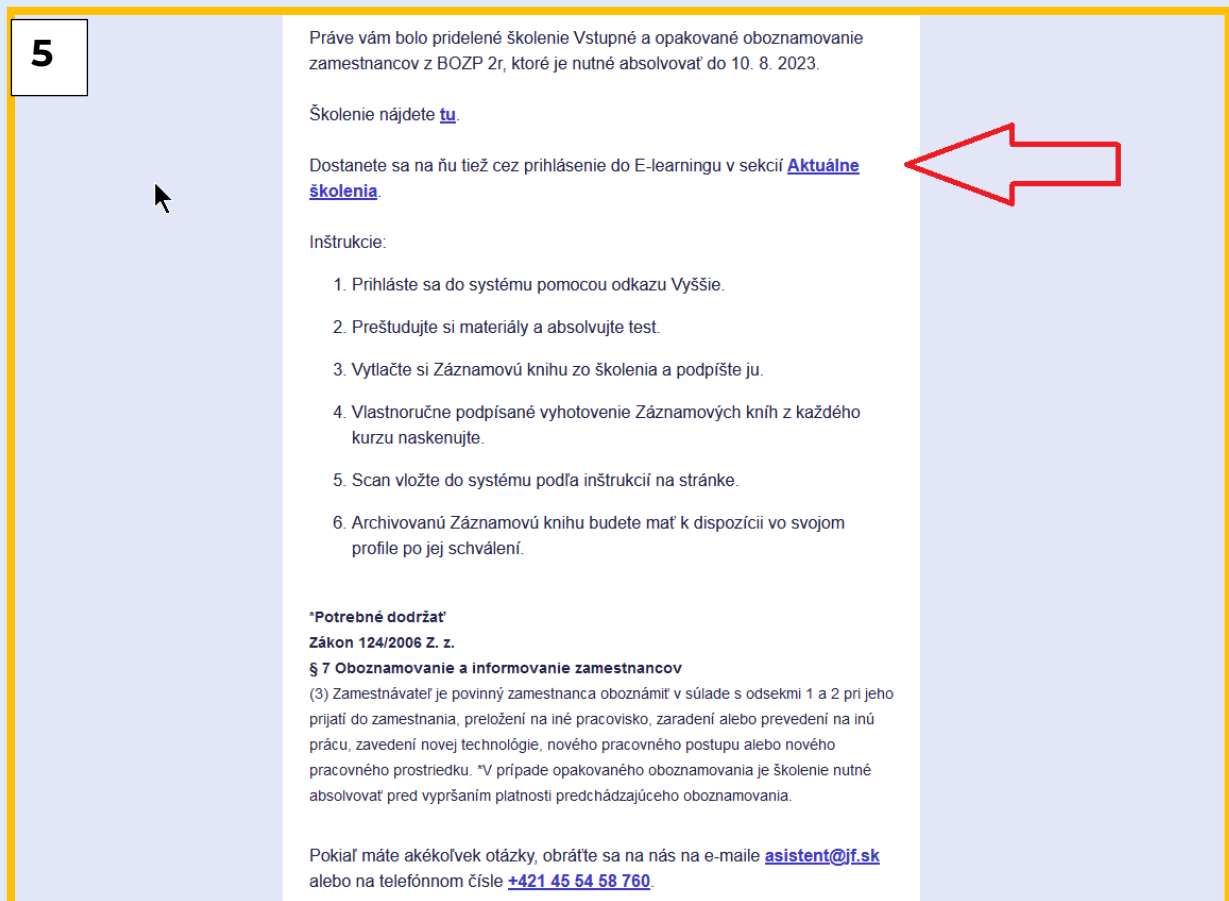 5
Práve vám bolo pridelené školenie Vstupné a opakované oboznamovanie
zamestnancov z BOZP 2r, ktoré je nutné absolvovať do 10. 8. 2023.
Školenie nájdete tu.
Dostanete sa na ňu tiež cez prihlásenie do E-learningu v sekcií Aktuálne
školenia.
Inštrukcie:
1. Prihláste sa do systému pomocou odkazu Vyššie.
2. Preštudujte si materiály a absolvujte test.
3. Vytlačte si Záznamovú knihu zo školenia a podpíšte ju.
4. Vlastnoručne podpísané vyhotovenie Záznamových kníh z každého
kurzu naskenujte.
5. Scan vložte do systému podľa inštrukcií na stránke.
6. Archivovanú Záznamovú knihu budete mať k dispozícii vo svojom
profile po jej schválení.
*Potrebné dodržať
Zákon 124/2006 Z. z.
§ 7 Oboznamovanie a informovanie zamestnancov
(3) Zamestnávateľ je povinný zamestnanca oboznámiť v súlade s odsekmi 1 a 2 pri jeho
prijatí do zamestnania, preložení na iné pracovisko, zaradení alebo prevedení na inú
prácu, zavedení novej technológie, nového pracovného postupu alebo nového
pracovného prostriedku. *V prípade opakovaného oboznamovania je školenie nutné
absolvovať pred vypršaním platnosti predchádzajúceho oboznamovania.
Pokiaľ máte akékoľvek otázky, obráťte sa na nás na e-maile asistent@jf.sk
alebo na telefónnom čísle +421 45 54 58 760.